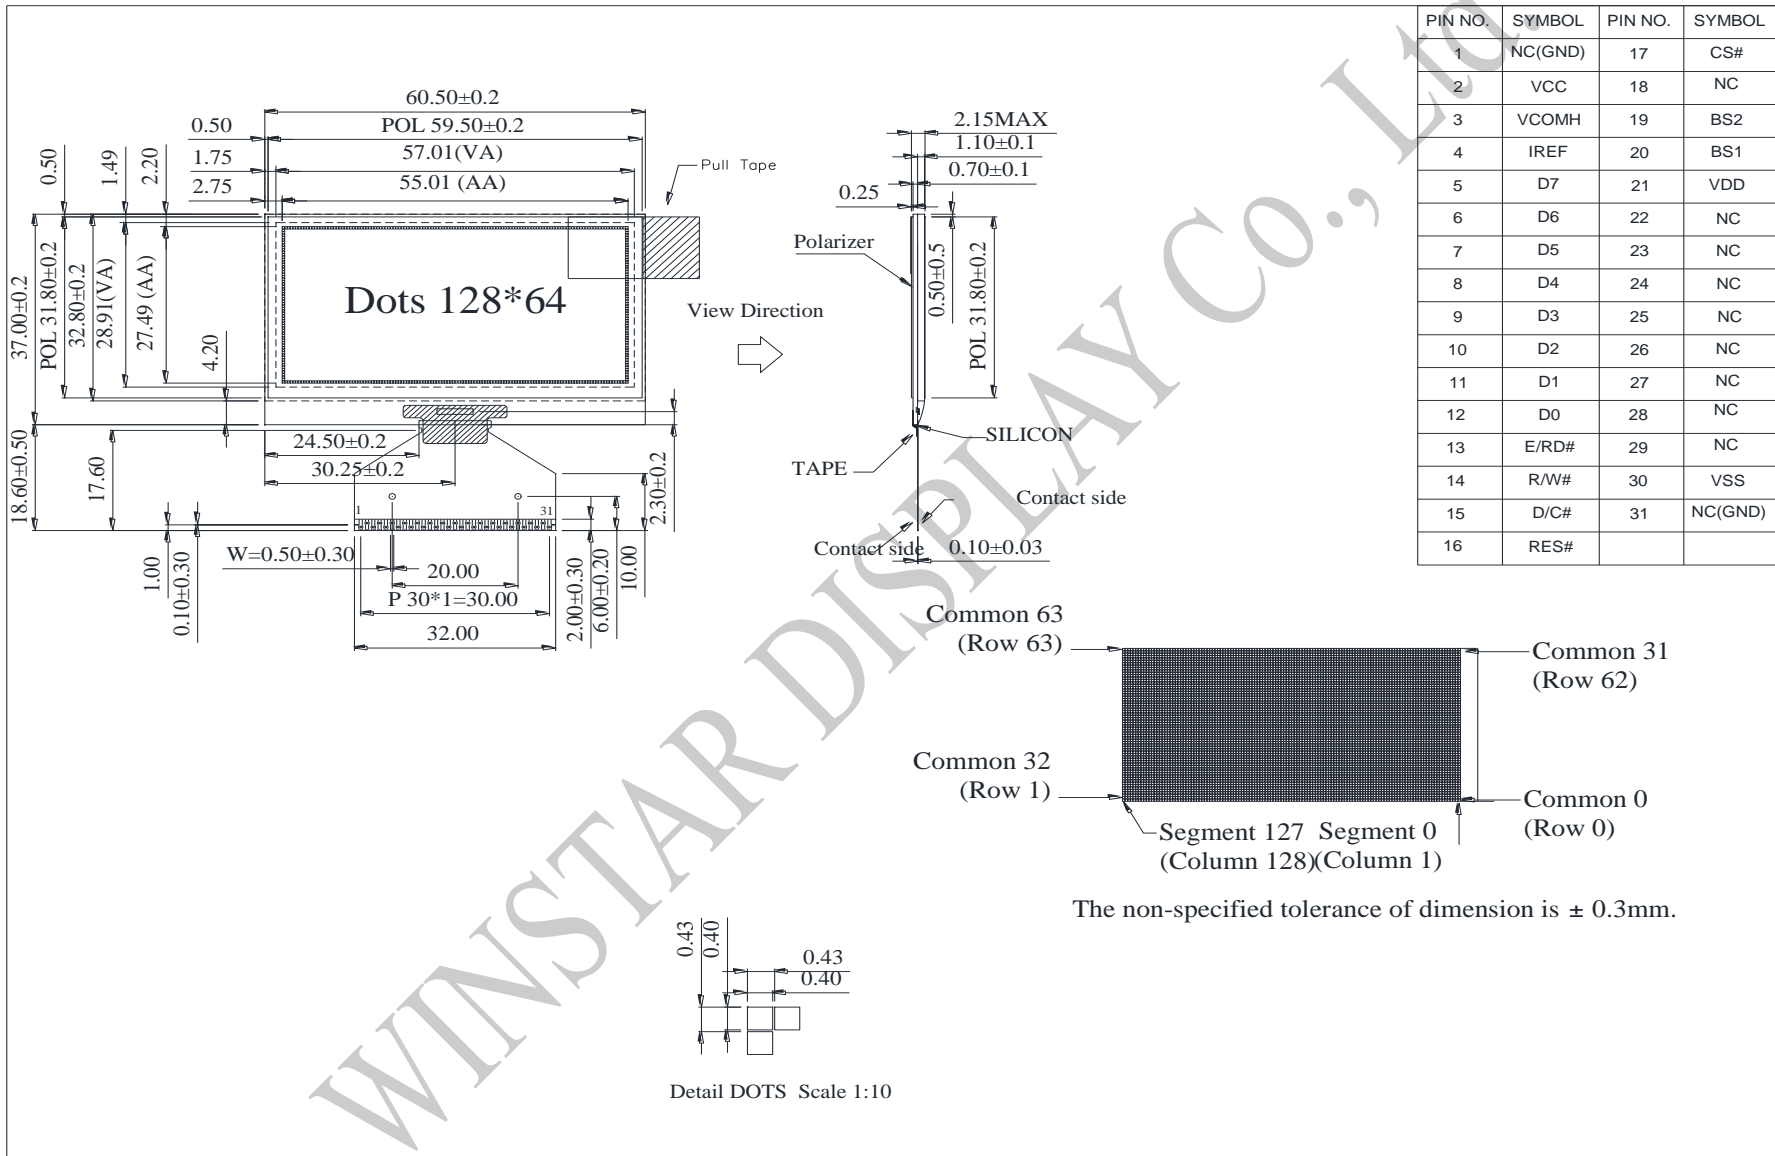 PIN NO. SYMBOL PIN NO. SYMBOL
1 NC(GND) 17 CS#
2 VCC 18 NC
3 VCOMH 19 BS2
4 IREF 20 BS1
5 D7 21 VDD
6 D6 22 NC
7 D5 23 NC
8 D4 24 NC
9 D3 25 NC
10 D2 26 NC
11 D1 27 NC
12 D0 28 NC
13 E/RD# 29 NC
14 R/W# 30 VSS
15 D/C# 31 NC(GND)
16 RES#
60.50±0.2
0.50 POL 59.50±0.2
1.75 57.01(VA)
2.75 55.01 (AA)
0.50
1.49
2.20
Pull Tape
37.00±0.2
POL 31.80±0.2
32.80±0.2
28.91(VA)
27.49 (AA)
4.20
Dots 128*64
View Direction
18.60±0.50
17.60
24.50±0.2
30.25±0.2
2.30±0.2
1 31
W=0.50±0.30
20.00
P 30*1=30.00
32.00
1.00
0.10±0.30
2.00±0.30
6.00±0.20
10.00
2.15MAX
1.10±0.1
0.70±0.1
0.25
Polarizer
0.50±0.5
POL 31.80±0.2
SILICON
TAPE
Contact side
Contact side
0.10±0.03
Common 63
(Row 63)
Common 31
(Row 62)
Common 32
(Row 1)
Common 0
(Row 0)
Segment 127 Segment 0
(Column 128)(Column 1)
The non-specified tolerance of dimension is ± 0.3mm.
0.43
0.40
0.43
0.40
Detail DOTS Scale 1:10
WINSTAR DISPLAY Co., Ltd.